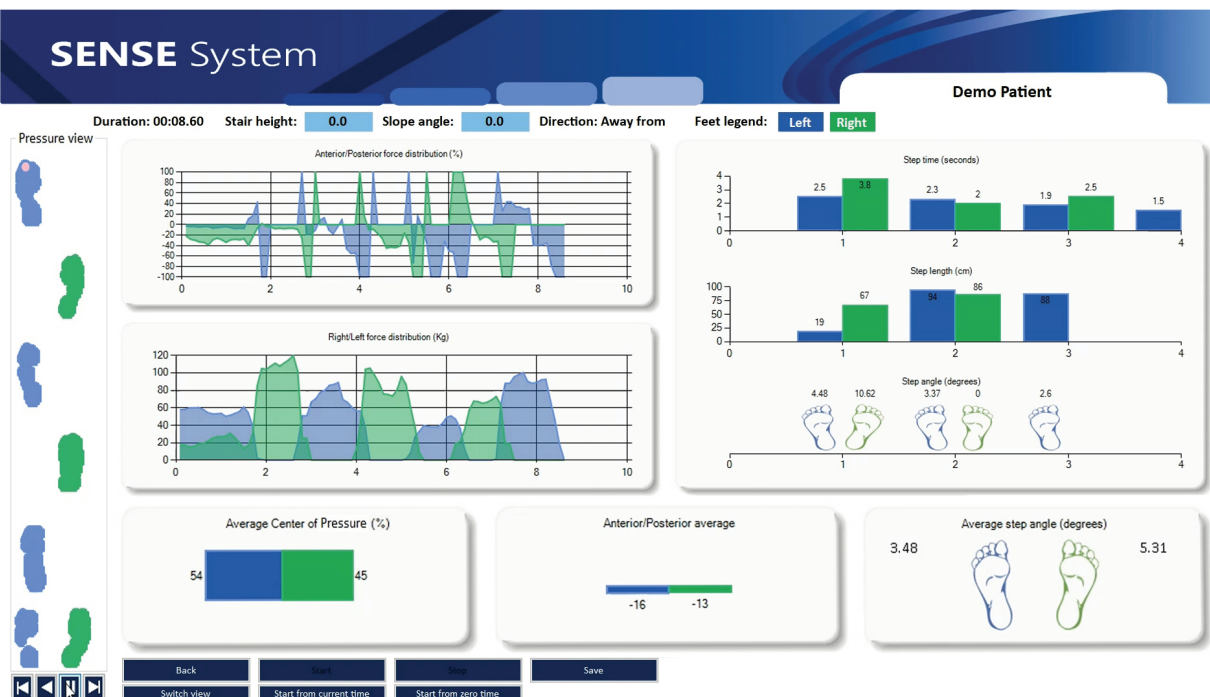 SENSE System
Demo Patient
Duration: 00:08.60 Stair height: 0.0 Slope angle: 0.0 Direction: Away from Feet legend: Left Right
Pressure view
Anterior/Posterior force distribution (%)
100
80
60
40
20
0
-20
-40
-60
-80
-100
0 2 4 6 8 10
Right/Left force distribution (Kg)
120
100
80
60
40
20
0
0 2 4 6 8 10
Step time (seconds)
4
3
2
1
0
2.5 3.8 2.3 2 1.9 2.5 1.5
0 1 2 3 4
Step length (cm)
100
75
50
25
0
19 67 94 86 88
0 1 2 3 4
Step angle (degrees)
4.48 10.62 3.37 0 2.6
0 1 2 3 4
Average Center of Pressure (%)
54 45
Anterior/Posterior average
-16 -13
Average step angle (degrees)
3.48 5.31
Back Start Stop Save
Switch view Start from current time Start from zero time